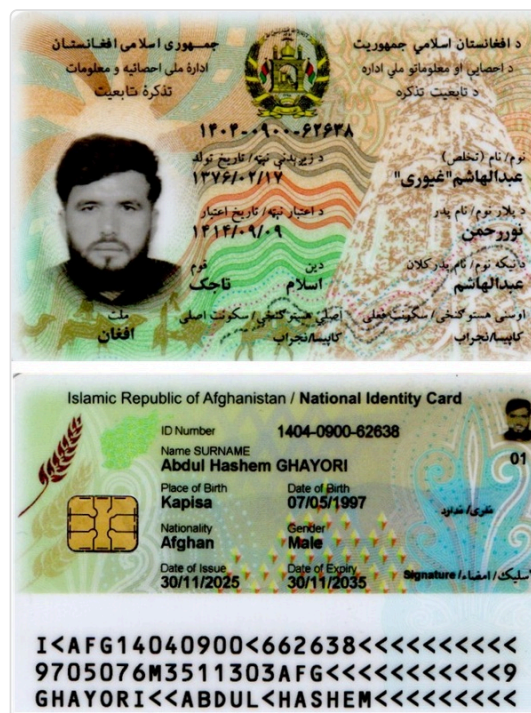 د افغانستان اسلامي جمهوریت
جمهوری اسلامی افغانستان
د احصایې او معلوماتو ملي اداره
ادارهٔ ملی احصائیه و معلومات
د تابعیت تذکره
تذکرهٔ تابعیت
۱۴۰۴-۰۹۰۰-۶۲۶۳۸
نوم/ نام (تخلص)
د زیږیدنې نېټه/ تاریخ تولد
عبدالهاشم"غیوری"
۱۳۷۶/۰۲/۱۷
د پلار نوم/ نام پدر
د اعتبار نېټه/ تاریخ اعتبار
نوررحمن
۱۴۱۴/۰۹/۰۹
د نیکه نوم/ نام پدرکلان
دین
قوم
عبدالهاشم
اسلام
تاجک
اوسنی هستوګنځی/ سکونت فعلی
اصلي هستوګنځی/ سکونت اصلی
ملت
کاپیسا/نجراب
کاپیسا/نجراب
افغان
Islamic Republic of Afghanistan / National Identity Card
ID Number 1404-0900-62638
Name SURNAME
Abdul Hashem GHAYORI
01
Place of Birth Date of Birth
Kapisa 07/05/1997
Nationality Gender
Afghan Male
Date of Issue Date of Expiry
30/11/2025 30/11/2035
Signature / امضاء / لاسلیک
I<AFG14040900<662638<<<<<<<<<<
9705076M3511303AFG<<<<<<<<<<<9
GHAYORI<<ABDUL<HASHEM<<<<<<<<<